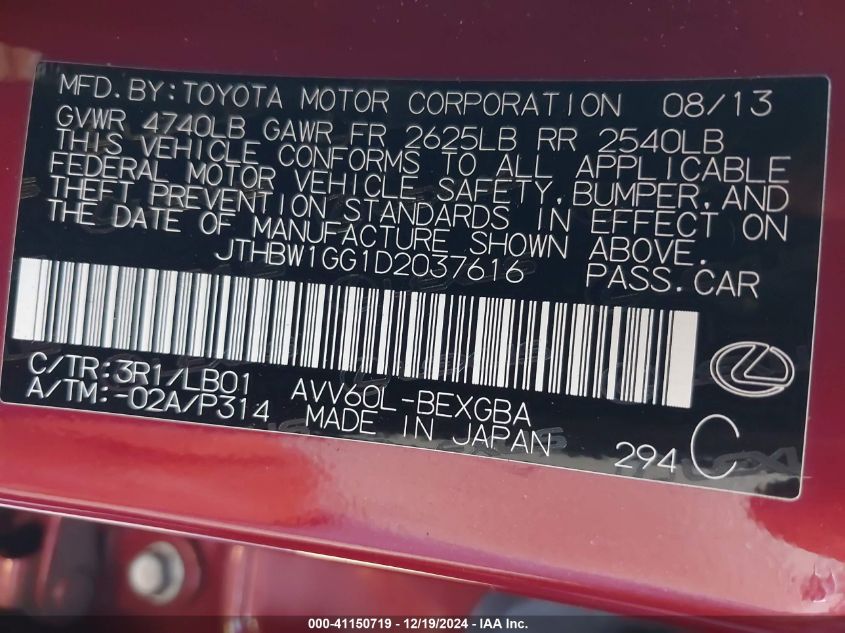 MFD.BY:TOYOTA MOTOR CORPORATION 08/13
GVWR 4740LB GAWR FR 2625LB RR 2540LB
THIS VEHICLE CONFORMS TO ALL APPLICABLE
FEDERAL MOTOR VEHICLE SAFETY,BUMPER,AND
THEFT PREVENTION STANDARDS IN EFFECT ON
THE DATE OF MANUFACTURE SHOWN ABOVE.
JTHBW1GG1D2037616 PASS.CAR
C/TR:3R1/LB01 AVV60L-BEXGBA
A/TM:-02A/P314 MADE IN JAPAN
294 C
000-41150719 - 12/19/2024 - IAA Inc.